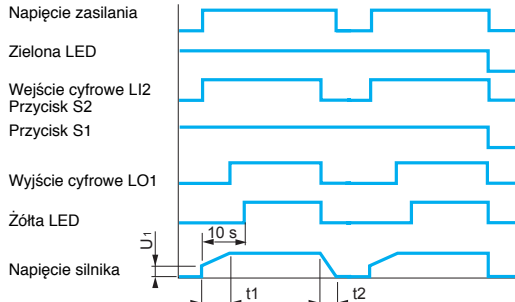 Napięcie zasilania
Zielona LED
Wejście cyfrowe LI2
Przycisk S2
Przycisk S1
Wyjście cyfrowe LO1
Żółta LED
10 s
U1
Napięcie silnika
t1
t2